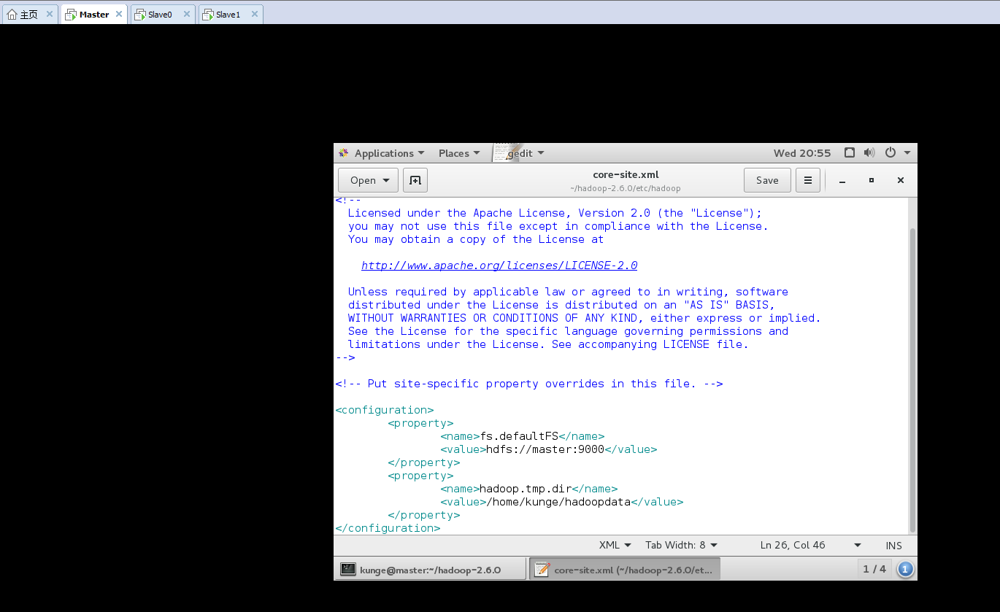 主页 Master Slave0 Slave1
Applications Places gedit Wed 20:55
Open core-site.xml Save
~/hadoop-2.6.0/etc/hadoop
<!--
Licensed under the Apache License, Version 2.0 (the "License");
you may not use this file except in compliance with the License.
You may obtain a copy of the License at
http://www.apache.org/licenses/LICENSE-2.0
Unless required by applicable law or agreed to in writing, software
distributed under the License is distributed on an "AS IS" BASIS,
WITHOUT WARRANTIES OR CONDITIONS OF ANY KIND, either express or implied.
See the License for the specific language governing permissions and
limitations under the License. See accompanying LICENSE file.
-->
<!-- Put site-specific property overrides in this file. -->
<configuration>
<property>
<name>fs.defaultFS</name>
<value>hdfs://master:9000</value>
</property>
<property>
<name>hadoop.tmp.dir</name>
<value>/home/kunge/hadoopdata</value>
</property>
</configuration>
XML Tab Width: 8 Ln 26, Col 46 INS
kunge@master:~/hadoop-2.6.0 core-site.xml (~/hadoop-2.6.0/et... 1 / 4 1